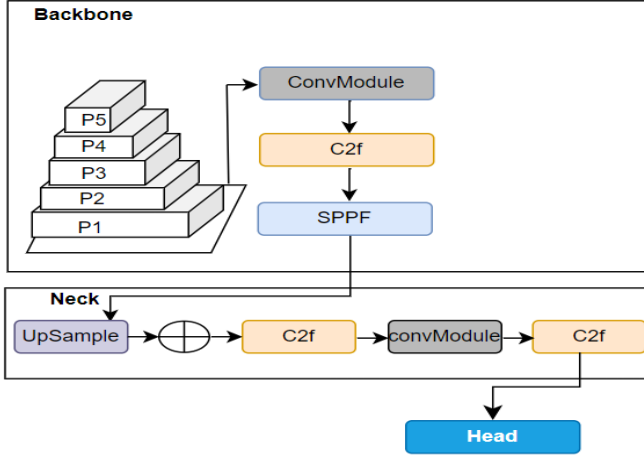 Backbone
ConvModule
P5
P4
C2f
P3
P2
SPPF
P1
Neck
UpSample
C2f
convModule
C2f
Head